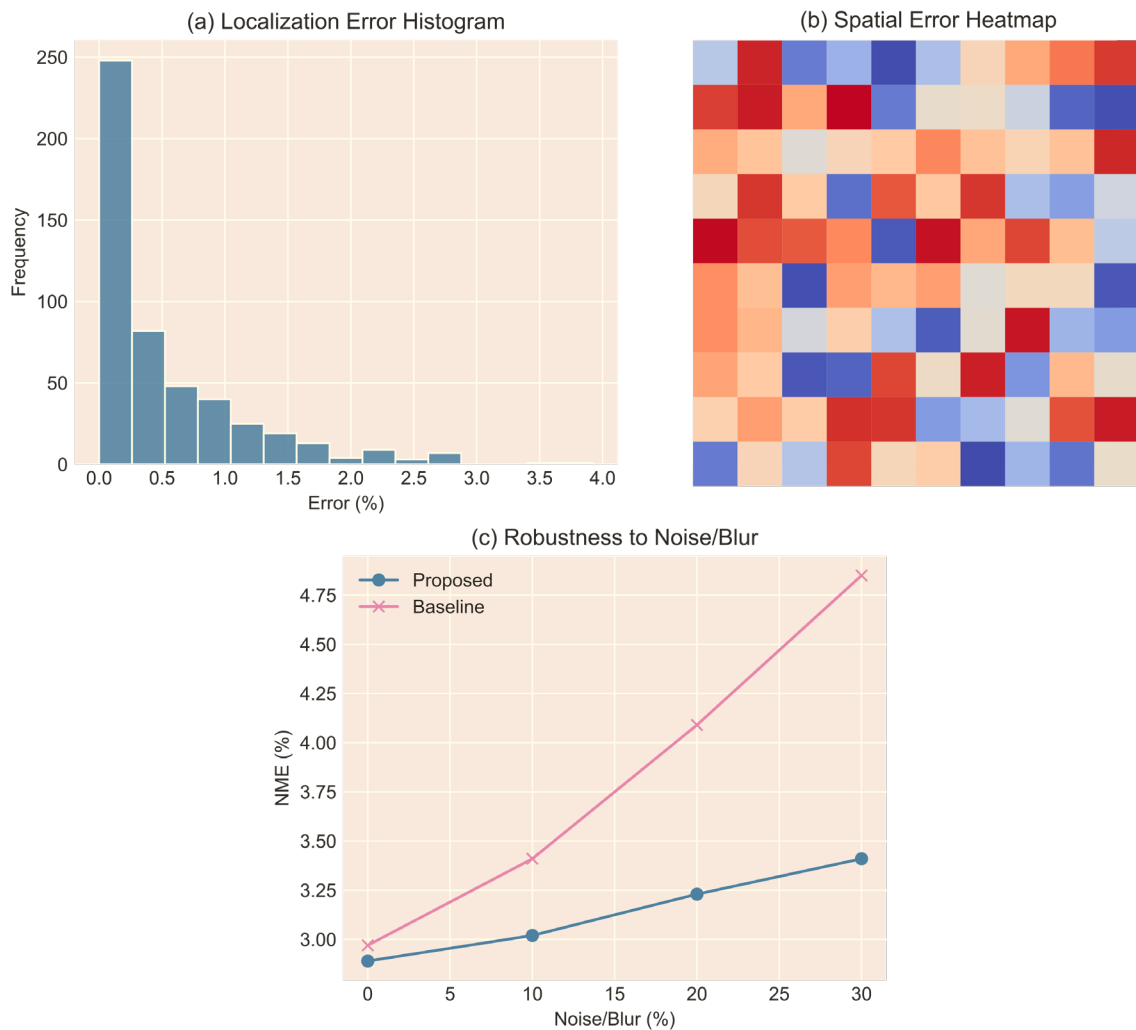 (a) Localization Error Histogram
250
200
150
100
50
0
Frequency
0.0 0.5 1.0 1.5 2.0 2.5 3.0 3.5 4.0
Error (%)
(b) Spatial Error Heatmap
(c) Robustness to Noise/Blur
Proposed
Baseline
4.75
4.50
4.25
4.00
3.75
3.50
3.25
3.00
NME (%)
0 5 10 15 20 25 30
Noise/Blur (%)